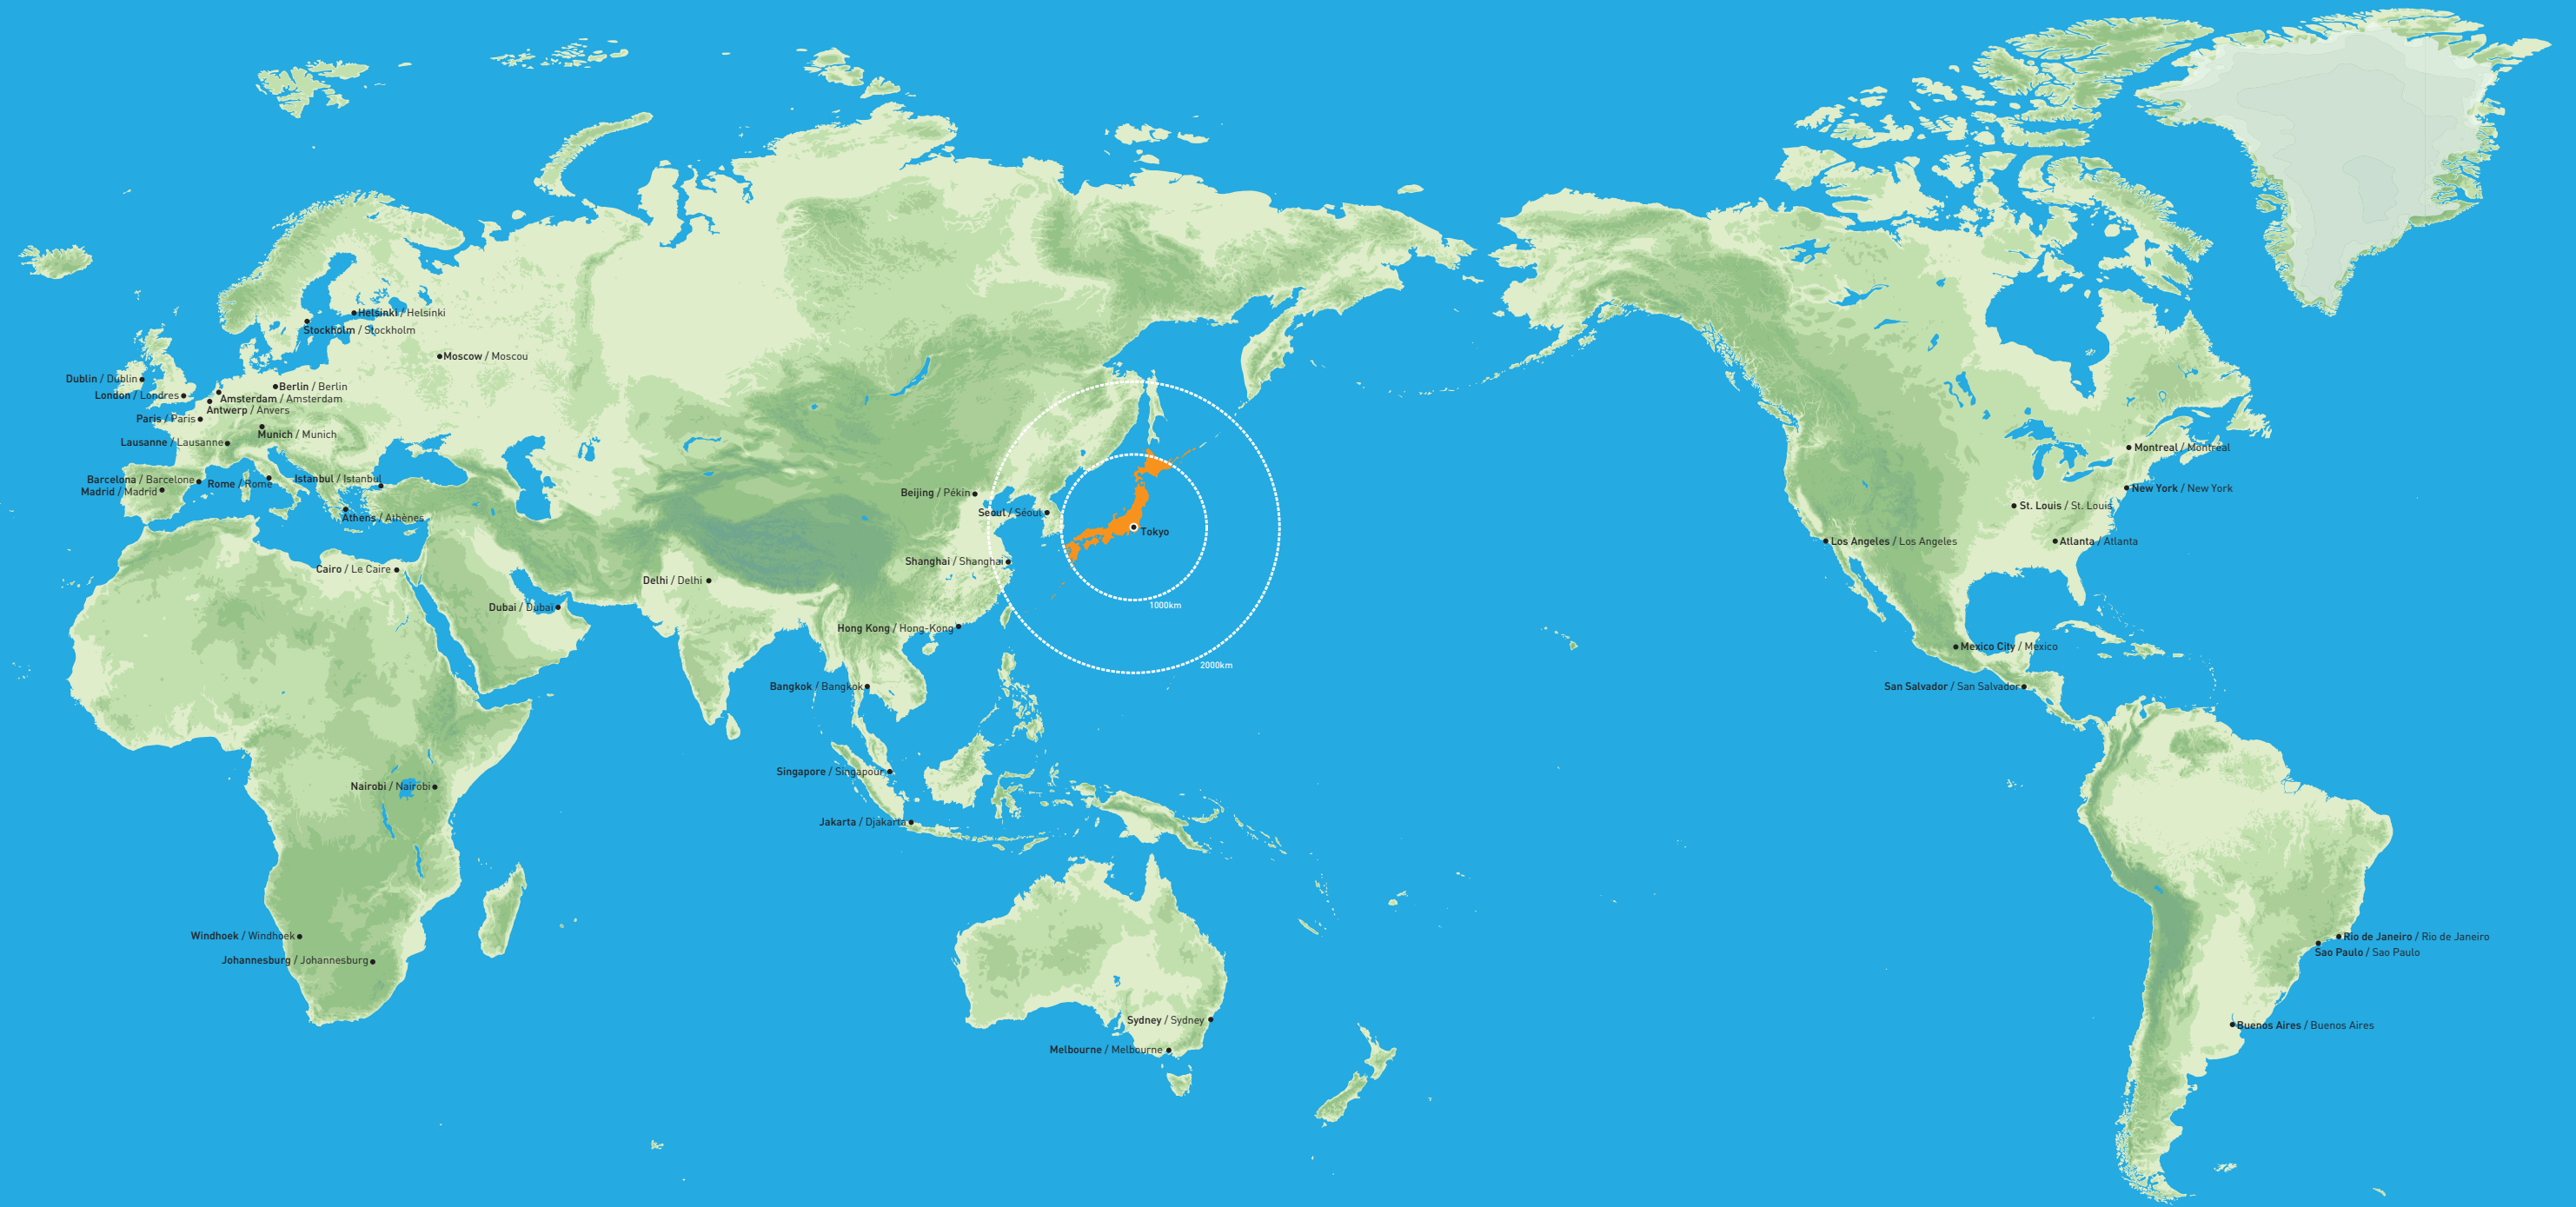 Helsinki / Helsinki
Stockholm / Stockholm
Moscow / Moscou
Dublin / Dublin
Berlin / Berlin
London / Londres
Amsterdam / Amsterdam
Antwerp / Anvers
Paris / Paris
Munich / Munich
Lausanne / Lausanne
Montreal / Montréal
Barcelona / Barcelone
Istanbul / Istanbul
Rome / Rome
Madrid / Madrid
New York / New York
Beijing / Pékin
St. Louis / St. Louis
Seoul / Séoul
Athens / Athènes
Tokyo
Los Angeles / Los Angeles
Atlanta / Atlanta
Shanghai / Shanghai
Cairo / Le Caire
Delhi / Delhi
1000km
Dubai / Dubaï
Hong Kong / Hong-Kong
Mexico City / Mexico
2000km
Bangkok / Bangkok
San Salvador / San Salvador
Singapore / Singapour
Nairobi / Nairobi
Jakarta / Djakarta
Windhoek / Windhoek
Rio de Janeiro / Rio de Janeiro
Sao Paulo / Sao Paulo
Johannesburg / Johannesburg
Sydney / Sydney
Buenos Aires / Buenos Aires
Melbourne / Melbourne